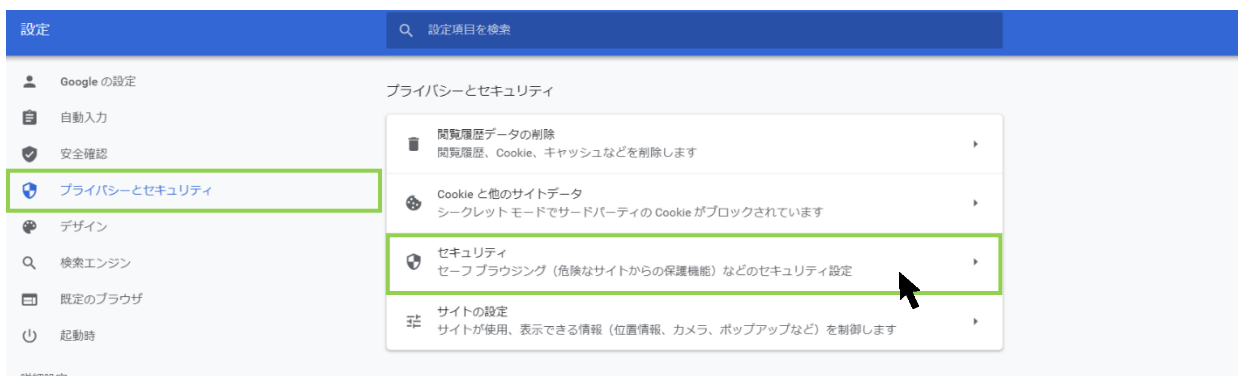 設定
設定項目を検索
Google の設定
自動入力
安全確認
プライバシーとセキュリティ
デザイン
検索エンジン
既定のブラウザ
起動時
プライバシーとセキュリティ
閲覧履歴データの削除
閲覧履歴、Cookie、キャッシュなどを削除します
Cookie と他のサイトデータ
シークレット モードでサードパーティの Cookie がブロックされています
セキュリティ
セーフ ブラウジング（危険なサイトからの保護機能）などのセキュリティ設定
サイトの設定
サイトが使用、表示できる情報（位置情報、カメラ、ポップアップなど）を制御します